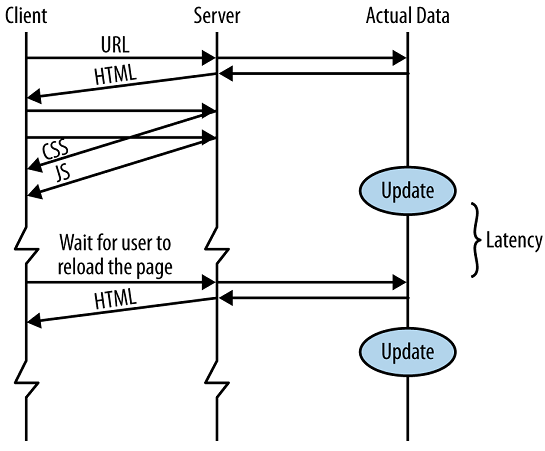 Client
Server
Actual Data
URL
HTML
CSS
JS
Update
Latency
Wait for user to
reload the page
HTML
Update